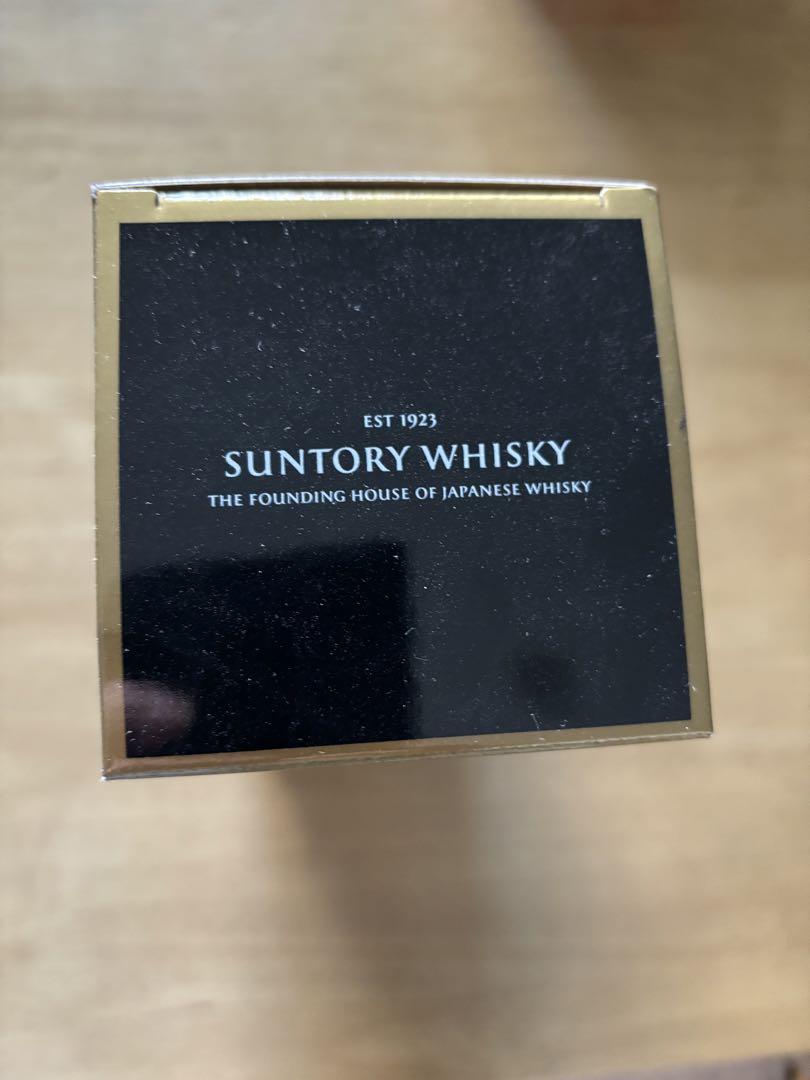 EST 1923
SUNTORY WHISKY
THE FOUNDING HOUSE OF JAPANESE WHISKY